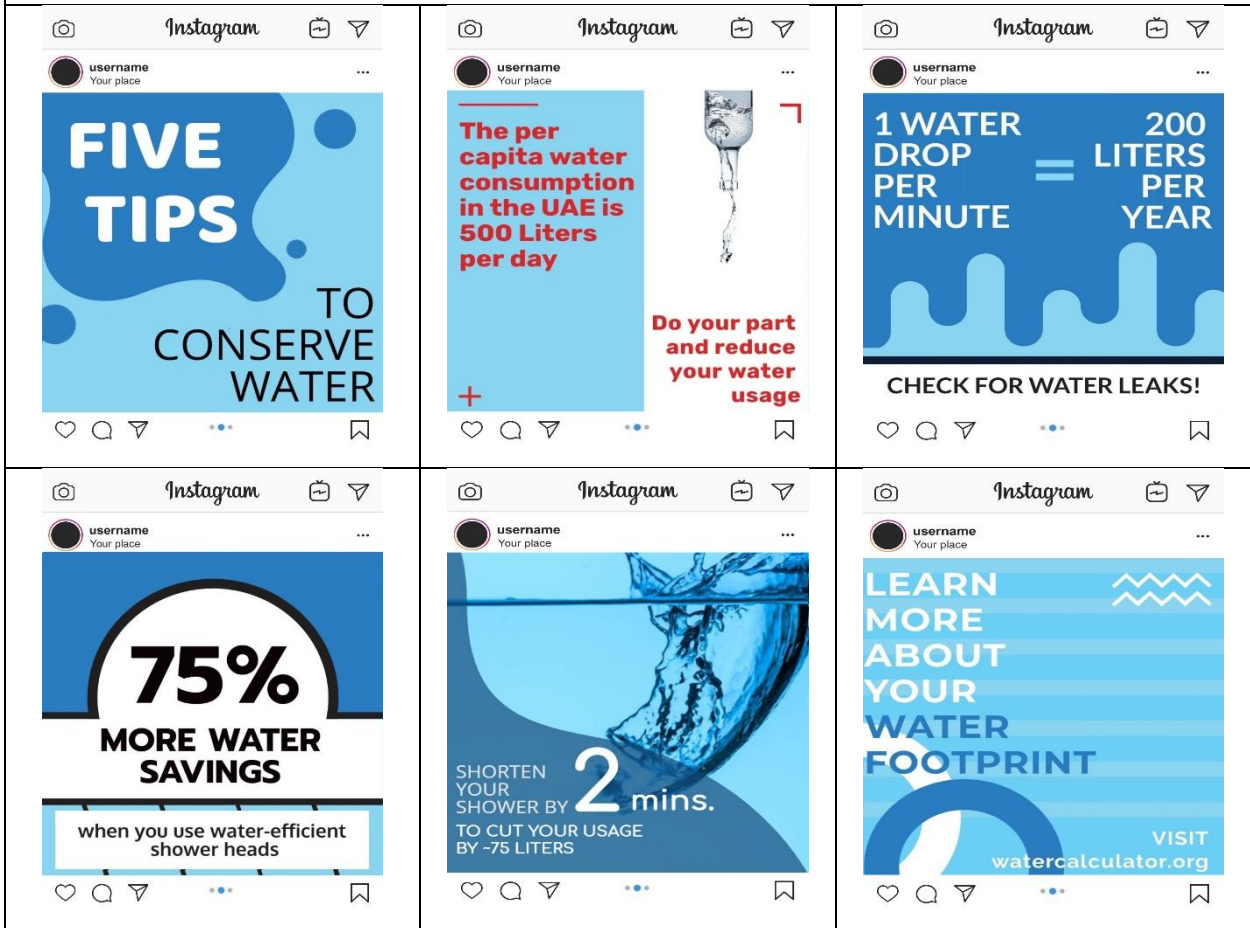 Instagram
username
Your place
FIVE
TIPS
TO
CONSERVE
WATER
Instagram
username
Your place
The per
capita water
consumption
in the UAE is
500 Liters
per day
Do your part
and reduce
your water
usage
Instagram
username
Your place
1 WATER
DROP
PER
MINUTE
=
200
LITERS
PER
YEAR
CHECK FOR WATER LEAKS!
Instagram
username
Your place
75%
MORE WATER
SAVINGS
when you use water-efficient
shower heads
Instagram
username
Your place
SHORTEN
YOUR
SHOWER BY 2 mins.
TO CUT YOUR USAGE
BY ~75 LITERS
Instagram
username
Your place
LEARN
MORE
ABOUT
YOUR
WATER
FOOTPRINT
VISIT
watercalculator.org